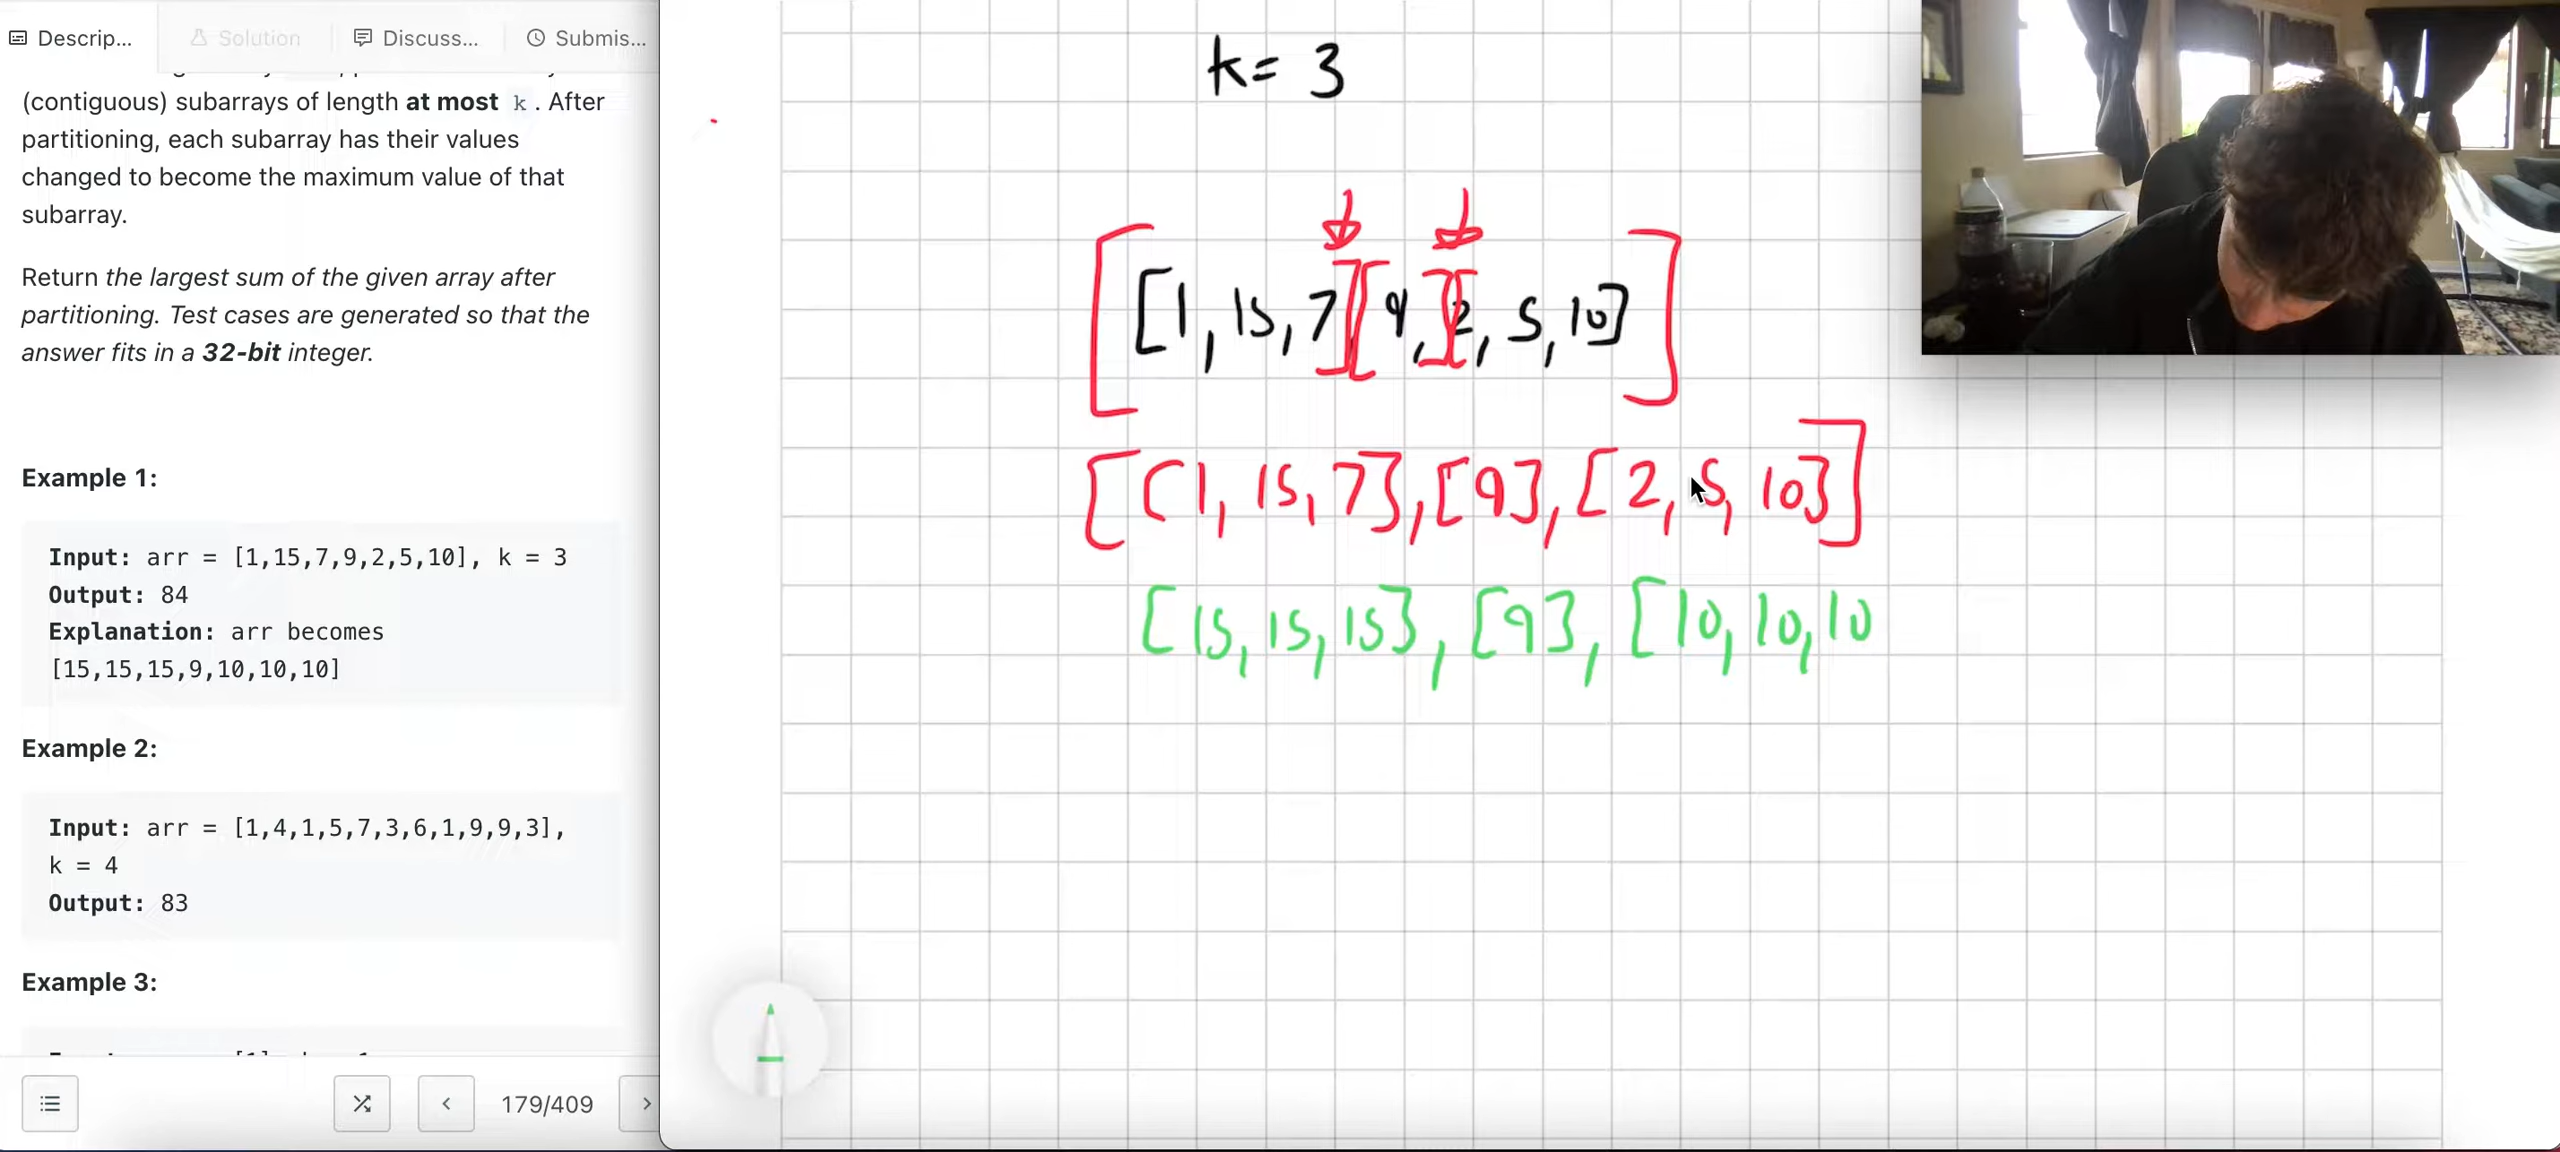 Descrip...
Solution
Discuss...
Submis...
(contiguous) subarrays of length at most k . After
partitioning, each subarray has their values
changed to become the maximum value of that
subarray.
Return the largest sum of the given array after
partitioning. Test cases are generated so that the
answer fits in a 32-bit integer.
Example 1:
Input: arr = [1,15,7,9,2,5,10], k = 3
Output: 84
Explanation: arr becomes
[15,15,15,9,10,10,10]
Example 2:
Input: arr = [1,4,1,5,7,3,6,1,9,9,3],
k = 4
Output: 83
Example 3:
179/409
k= 3
[[1, 15, 7][9, ][2, 5, 10]]
[[1, 15, 7], [9], [2, 5, 10]]
[15, 15, 15], [9], [10, 10, 10